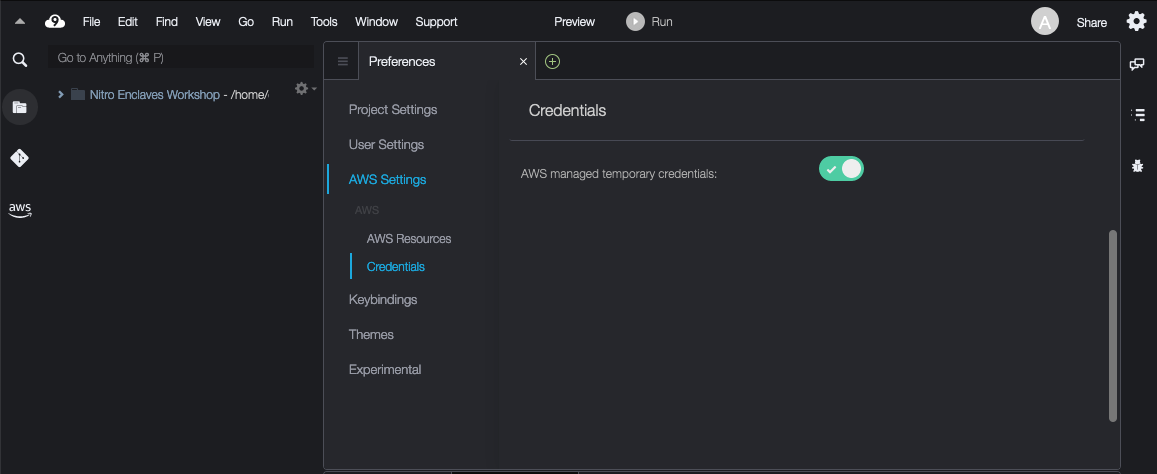 9 File Edit Find View Go Run Tools Window Support Preview Run A Share
Go to Anything (⌘ P)
Nitro Enclaves Workshop - /home/
aws
Preferences
Project Settings
User Settings
AWS Settings
AWS
AWS Resources
Credentials
Keybindings
Themes
Experimental
Credentials
AWS managed temporary credentials: